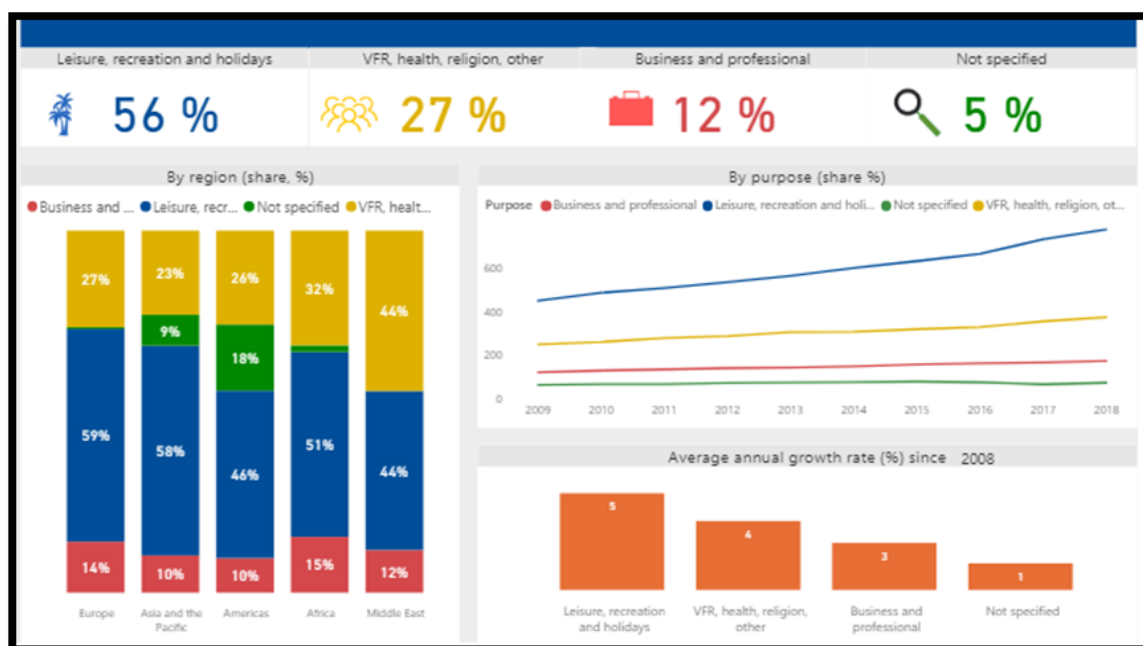 Leisure, recreation and holidays
VFR, health, religion, other
Business and professional
Not specified
56 %
27 %
12 %
5 %
By region (share, %)
Business and ...
Leisure, recr...
Not specified
VFR, healt...
27%
23%
26%
32%
44%
9%
18%
59%
58%
46%
51%
44%
14%
10%
10%
15%
12%
Europe
Asia and the
Pacific
Americas
Africa
Middle East
By purpose (share %)
Purpose
Business and professional
Leisure, recreation and holi...
Not specified
VFR, health, religion, ot...
600
400
200
0
2009
2010
2011
2012
2013
2014
2015
2016
2017
2018
Average annual growth rate (%) since 2008
5
4
3
1
Leisure, recreation
and holidays
VFR, health, religion,
other
Business and
professional
Not specified